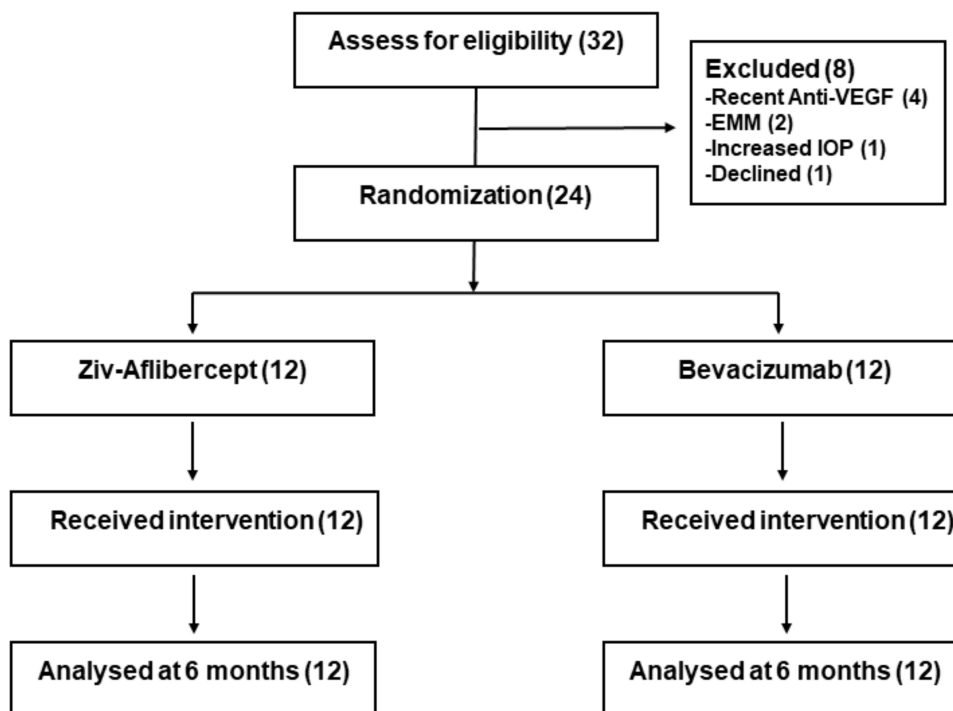 Assess for eligibility (32)
Excluded (8)
-Recent Anti-VEGF (4)
-EMM (2)
-Increased IOP (1)
-Declined (1)
Randomization (24)
Ziv-Aflibercept (12)
Bevacizumab (12)
Received intervention (12)
Received intervention (12)
Analysed at 6 months (12)
Analysed at 6 months (12)